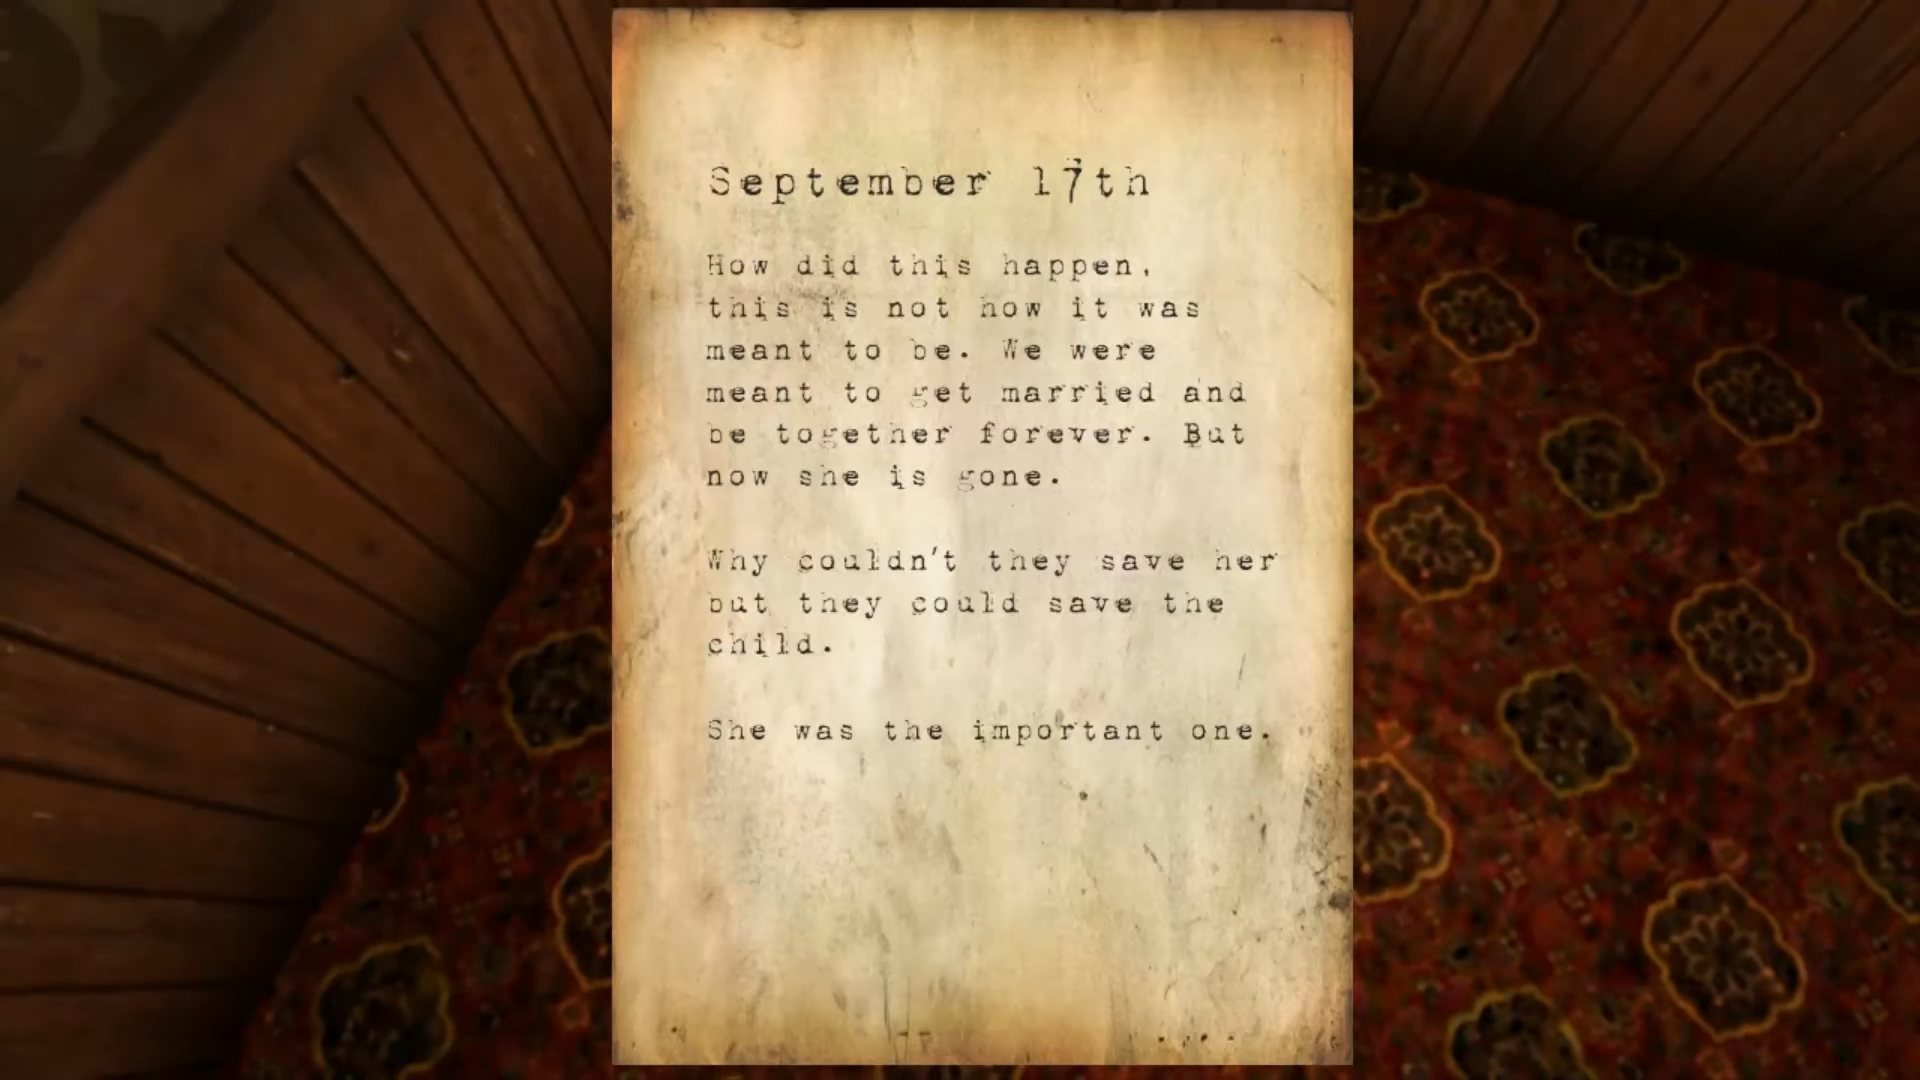 September 17th
How did this happen,
this is not how it was
meant to be. We were
meant to get married and
be together forever. But
now she is gone.
Why couldn't they save her
but they could save the
child.
She was the important one.